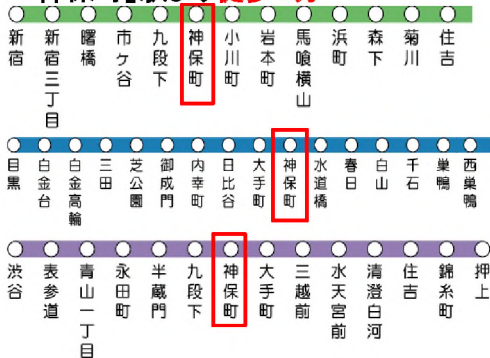 新宿
新宿三丁目
曙橋
市ケ谷
九段下
神保町
小川町
岩本町
馬喰横山
浜町
森下
菊川
住吉
目黒
白金台
白金高輪
三田
芝公園
御成門
内幸町
日比谷
大手町
神保町
水道橋
春日
白山
千石
巣鴨
西巣鴨
渋谷
表参道
青山一丁目
永田町
半蔵門
九段下
神保町
大手町
三越前
水天宮前
清澄白河
住吉
錦糸町
押上